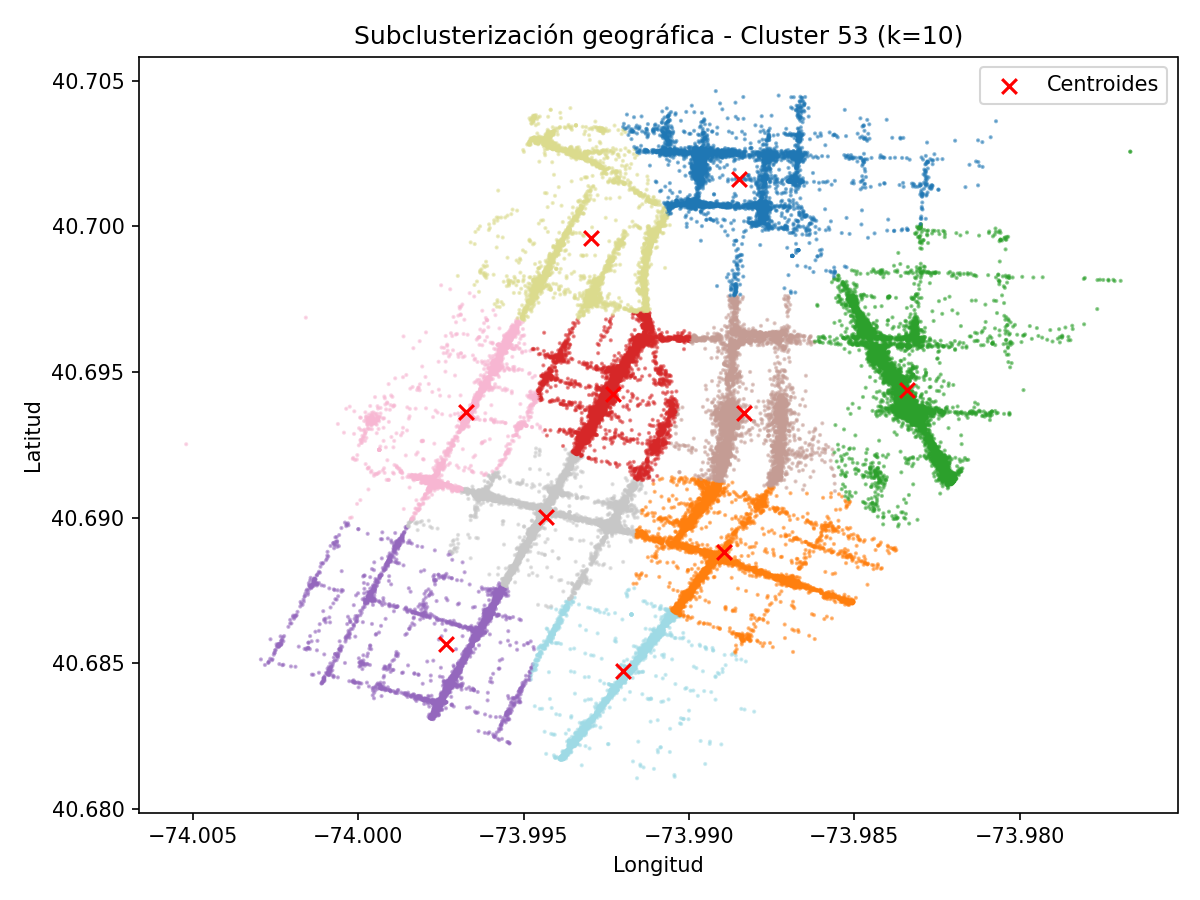 Subclusterización geográfica - Cluster 53 (k=10)
Centroides
40.705
40.700
40.695
40.690
40.685
40.680
Latitud
−74.005 −74.000 −73.995 −73.990 −73.985 −73.980
Longitud